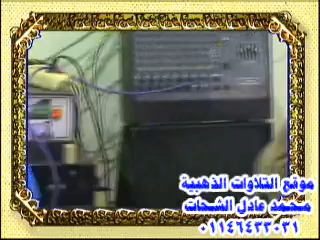 موقع التلاوات الذهبية
محمد عادل الشحات
٠١١٤٦٤٣٣٠٣١